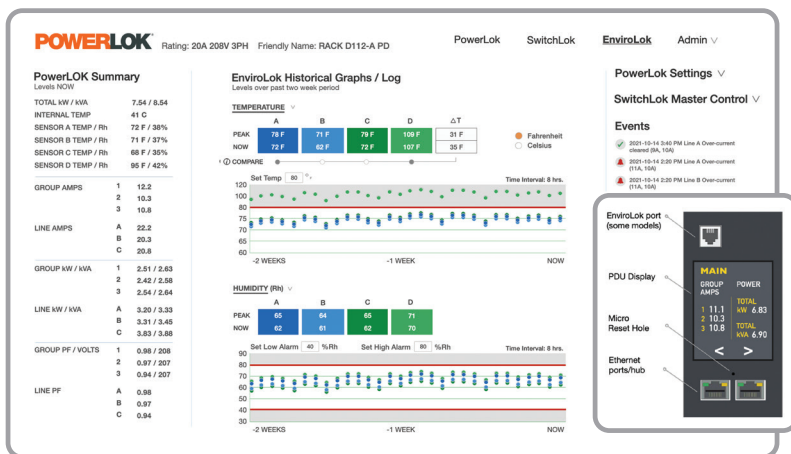 POWERLOK Rating: 20A 208V 3PH Friendly Name: RACK D112-A PD PowerLok SwitchLok EnviroLok Admin
PowerLOK Summary
Levels NOW
TOTAL kW / kVA 7.54 / 8.54
INTERNAL TEMP 41 C
SENSOR A TEMP / Rh 72 F / 38%
SENSOR B TEMP / Rh 71 F / 37%
SENSOR C TEMP / Rh 68 F / 35%
SENSOR D TEMP / Rh 95 F / 42%
GROUP AMPS 1 12.2
2 10.3
3 10.8
LINE AMPS A 22.2
B 20.3
C 20.8
GROUP kW / kVA 1 2.51 / 2.63
2 2.42 / 2.58
3 2.54 / 2.64
LINE kW / kVA A 3.20 / 3.33
B 3.31 / 3.45
C 3.83 / 3.88
GROUP PF / VOLTS 1 0.98 / 208
2 0.97 / 207
3 0.94 / 207
LINE PF A 0.98
B 0.97
C 0.94
EnviroLok Historical Graphs / Log
Levels over past two week period
TEMPERATURE
A B C D ΔT
PEAK 78 F 71 F 79 F 109 F 31 F
NOW 72 F 62 F 72 F 107 F 35 F
Fahrenheit
Celsius
COMPARE
Set Temp 80 ° Time Interval: 8 hrs.
120
100
80
75
70
65
60
-2 WEEKS -1 WEEK NOW
HUMIDITY (Rh)
A B C D
PEAK 65 64 65 71
NOW 62 61 62 70
Set Low Alarm 40 %Rh Set High Alarm 80 %Rh Time Interval: 8 hrs.
90
80
70
60
50
40
30
-2 WEEKS -1 WEEK NOW
PowerLok Settings
SwitchLok Master Control
Events
2021-10-14 3:40 PM Line A Over-current
cleared (9A, 10A)
2021-10-14 2:20 PM Line A Over-current
(11A, 10A)
2021-10-14 2:20 PM Line B Over-current
(11A, 10A)
EnviroLok port
(some models)
PDU Display
Micro
Reset Hole
Ethernet
ports/hub
MAIN
GROUP POWER
AMPS
TOTAL
1 11.1 kW 6.83
2 10.3
3 10.8 TOTAL
kVA 6.90
< >